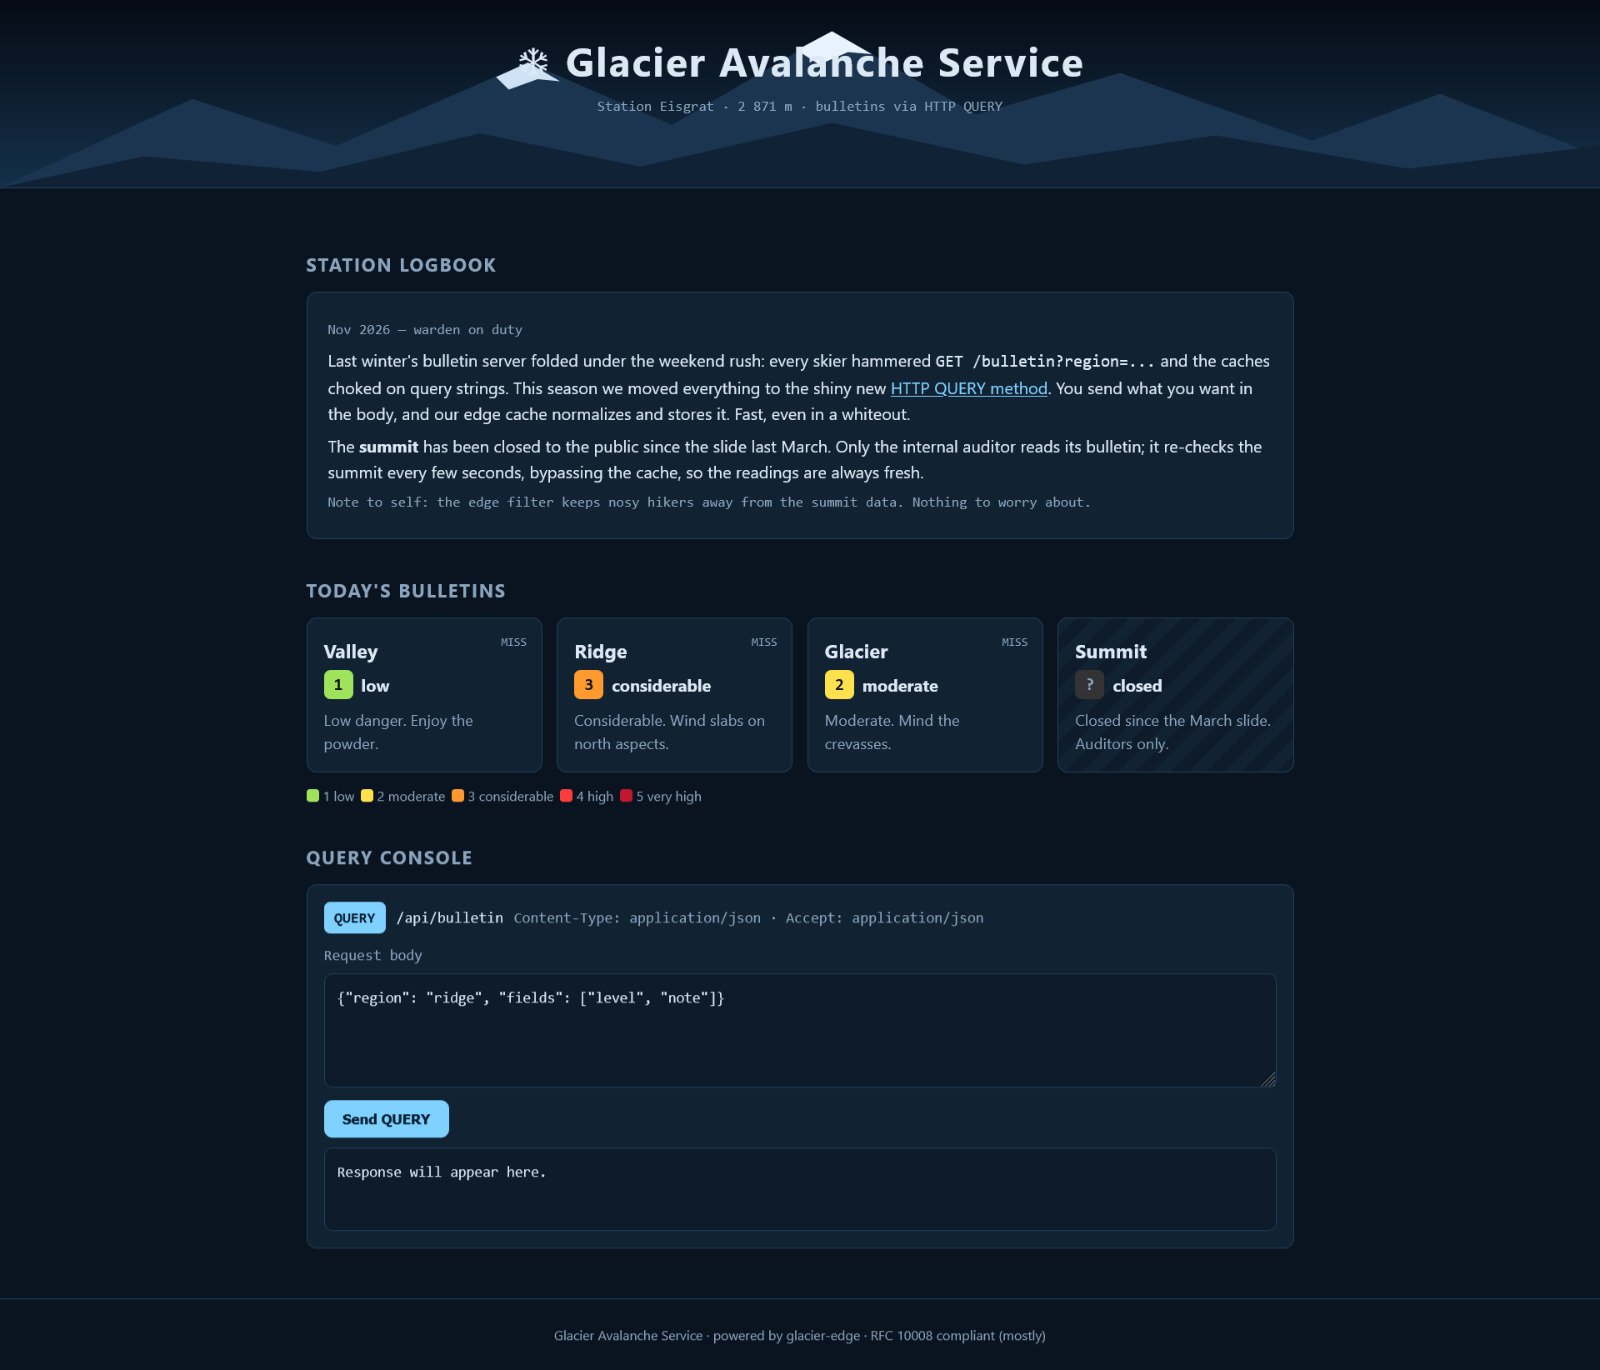 ❄ Glacier Avalanche Service
Station Eisgrat · 2 871 m · bulletins via HTTP QUERY
STATION LOGBOOK
Nov 2026 — warden on duty
Last winter's bulletin server folded under the weekend rush: every skier hammered GET /bulletin?region=... and the caches
choked on query strings. This season we moved everything to the shiny new HTTP QUERY method. You send what you want in
the body, and our edge cache normalizes and stores it. Fast, even in a whiteout.
The summit has been closed to the public since the slide last March. Only the internal auditor reads its bulletin; it re-checks the
summit every few seconds, bypassing the cache, so the readings are always fresh.
Note to self: the edge filter keeps nosy hikers away from the summit data. Nothing to worry about.
TODAY'S BULLETINS
Valley MISS
1 low
Low danger. Enjoy the
powder.
Ridge MISS
3 considerable
Considerable. Wind slabs on
north aspects.
Glacier MISS
2 moderate
Moderate. Mind the
crevasses.
Summit
? closed
Closed since the March slide.
Auditors only.
1 low 2 moderate 3 considerable 4 high 5 very high
QUERY CONSOLE
QUERY /api/bulletin Content-Type: application/json · Accept: application/json
Request body
{"region": "ridge", "fields": ["level", "note"]}
Send QUERY
Response will appear here.
Glacier Avalanche Service · powered by glacier-edge · RFC 10008 compliant (mostly)